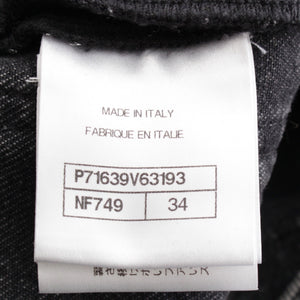 MADE IN ITALY
FABRIQUE EN ITALIE
P71639V63193
NF749 34